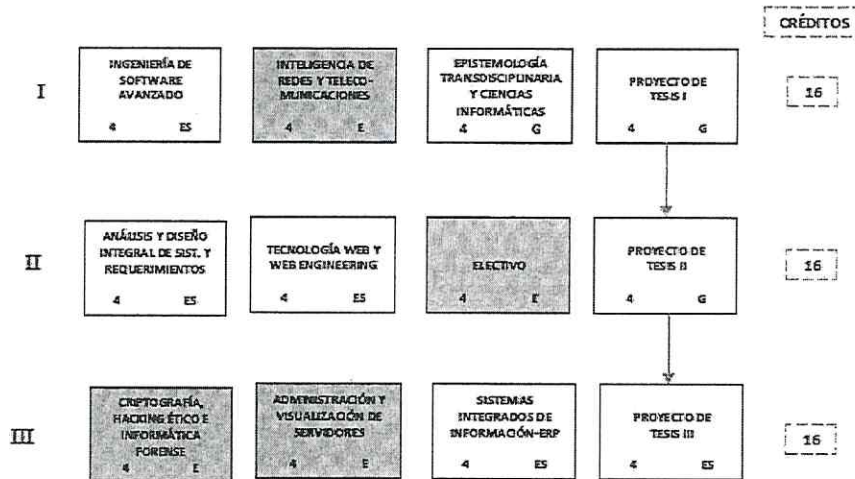 CRÉDITOS
I
INGENIERÍA DE
SOFTWARE
AVANZADO
4 ES
INTELIGENCIA DE
REDES Y TELECO-
MUNICACIONES
4 E
EPISTEMOLOGÍA
TRANSDISCIPLINARIA
Y CIENCIAS
INFORMÁTICAS
4 G
PROYECTO DE
TESIS I
4 G
16
II
ANÁLISIS Y DISEÑO
INTEGRAL DE SIST. Y
REQUERIMIENTOS
4 ES
TECNOLOGÍA WEB Y
WEB ENGINEERING
4 ES
ELECTIVO
4 E
PROYECTO DE
TESIS II
4 G
16
III
CRIPTOGRAFÍA,
HACKING ÉTICO E
INFORMÁTICA
FORENSE
4 E
ADMINISTRACIÓN Y
VISUALIZACIÓN DE
SERVIDORES
4 E
SISTEMAS
INTEGRADOS DE
INFORMACIÓN-ERP
4 ES
PROYECTO DE
TESIS III
4 ES
16